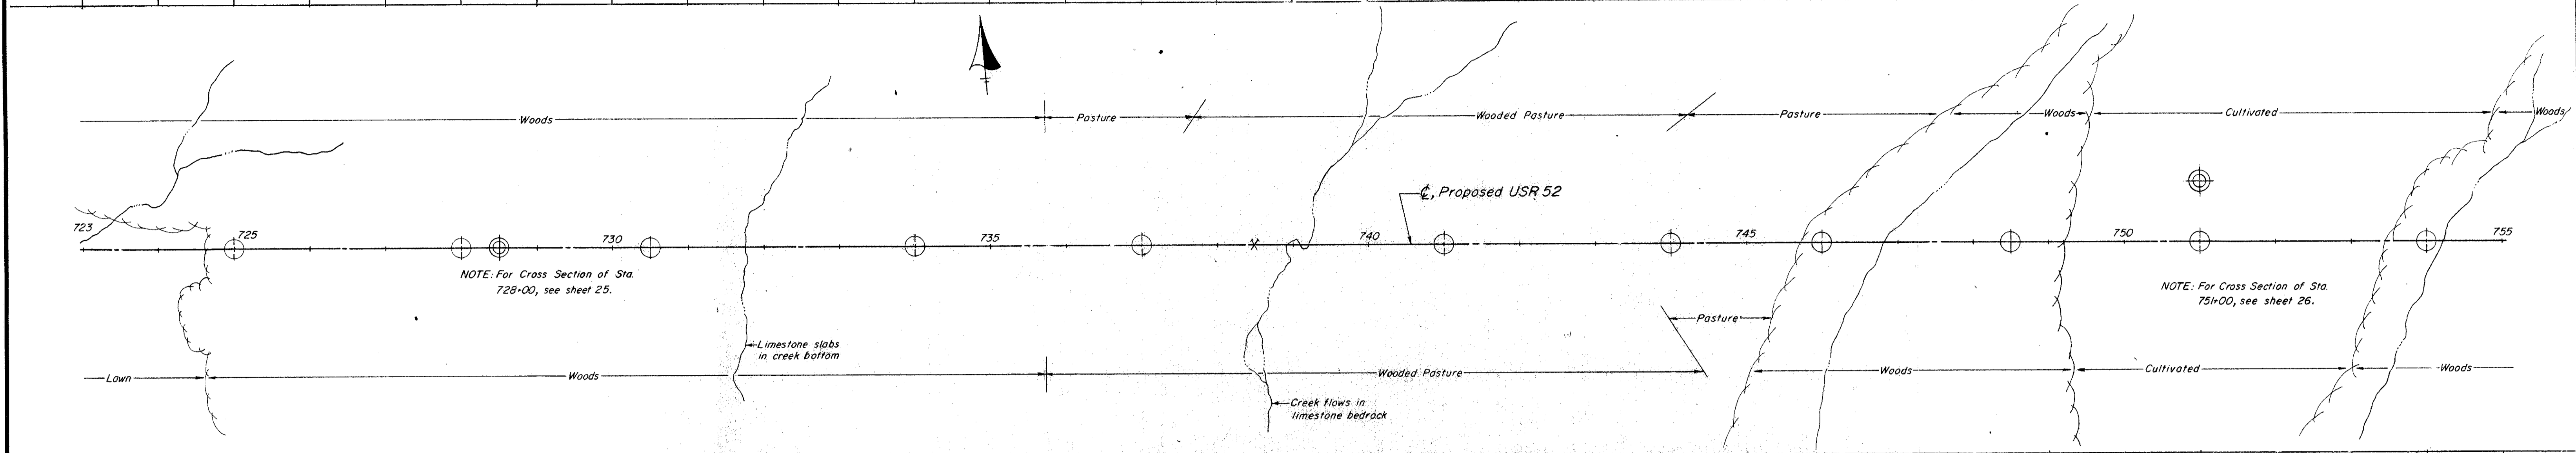 Woods
Pasture
Wooded Pasture
Pasture
Woods
Cultivated
Woods
℄, Proposed USR 52
723
725
730
735
740
745
750
755
NOTE: For Cross Section of Sta.
728+00, see sheet 25.
NOTE: For Cross Section of Sta.
751+00, see sheet 26.
Pasture
Limestone slabs
in creek bottom
Lawn
Woods
Wooded Pasture
Woods
Cultivated
Woods
Creek flows in
limestone bedrock